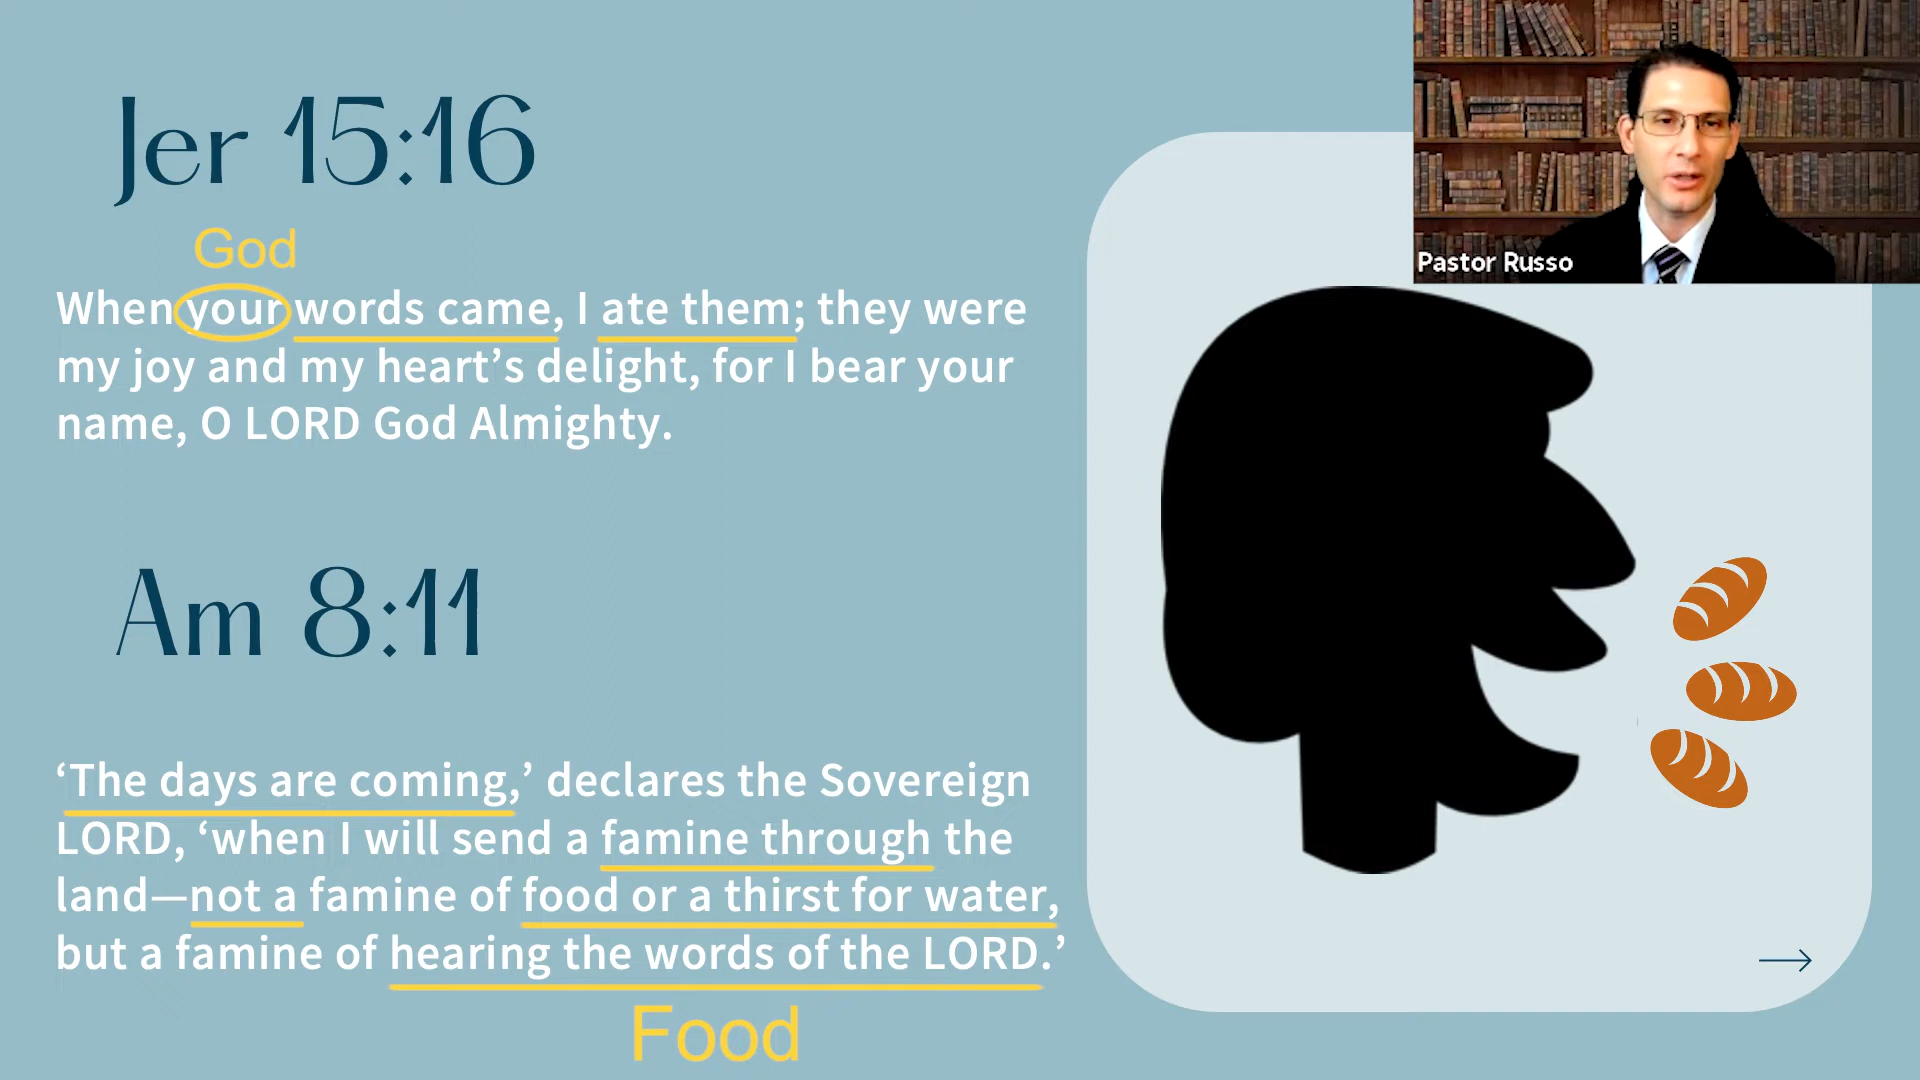 Jer 15:16
God
When your words came, I ate them; they were
my joy and my heart’s delight, for I bear your
name, O LORD God Almighty.
Am 8:11
‘The days are coming,’ declares the Sovereign
LORD, ‘when I will send a famine through the
land—not a famine of food or a thirst for water,
but a famine of hearing the words of the LORD.’
Food
Pastor Russo